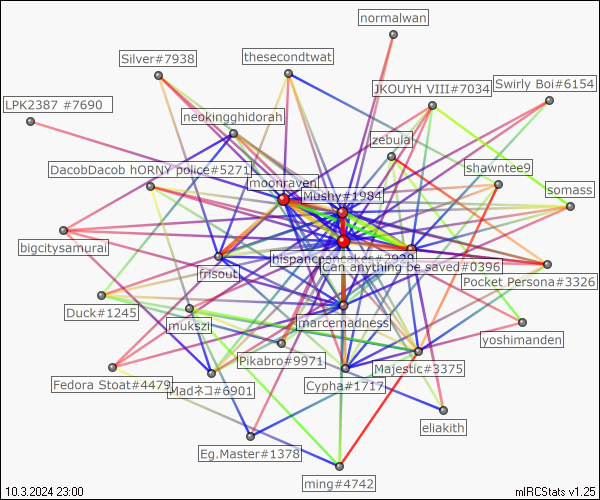 normalwan
Silver#7938
thesecondtwat
JKOUYH VIII#7034
Swirly Boi#6154
LPK2387 #7690
neokingghidorah
zebula
DacobDacob hORNY police#5271
shawntee9
moonraven
Mushy#1984
somass
bigcitysamurai
hispanponcakes#2928
Can anything be saved#0396
frisout
Pocket Persona#3326
Duck#1245
mukszi
marcemadness
yoshimanden
Pikabro#9971
Majestic#3375
Fedora Stoat#4479
Madネコ#6901
Cypha#1717
eliakith
Eg.Master#1378
ming#4742
10.3.2024 23:00
mIRCStats v1.25